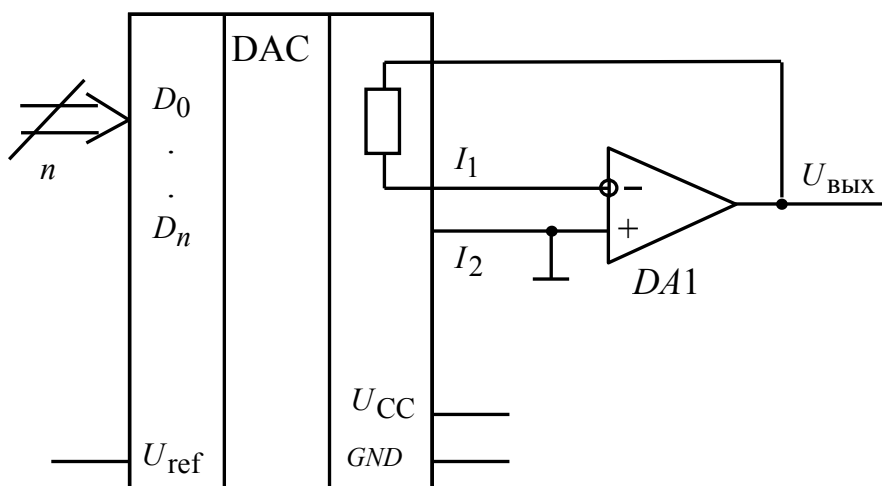 DAC
D0
.
.
Dn
n
I1
I2
−
+
DA1
Uвых
UCC
Uref
GND